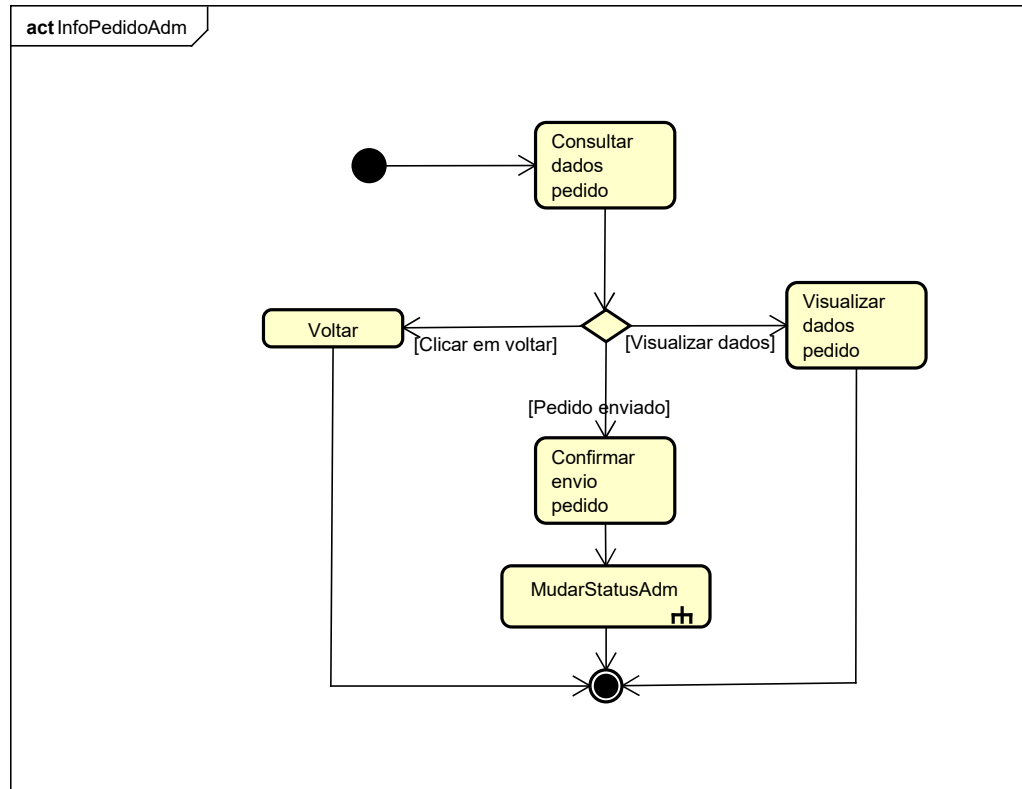 act InfoPedidoAdm
Consultar
dados
pedido
Voltar
[Clicar em voltar]
[Visualizar dados]
Visualizar
dados
pedido
[Pedido enviado]
Confirmar
envio
pedido
MudarStatusAdm